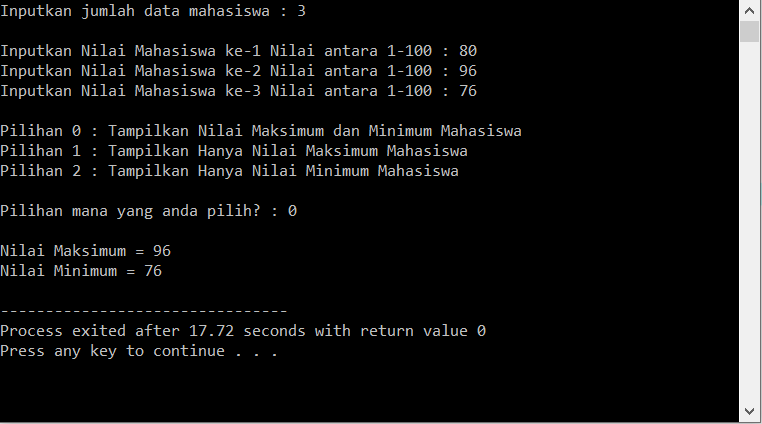 Inputkan jumlah data mahasiswa : 3
Inputkan Nilai Mahasiswa ke-1 Nilai antara 1-100 : 80
Inputkan Nilai Mahasiswa ke-2 Nilai antara 1-100 : 96
Inputkan Nilai Mahasiswa ke-3 Nilai antara 1-100 : 76
Pilihan 0 : Tampilkan Nilai Maksimum dan Minimum Mahasiswa
Pilihan 1 : Tampilkan Hanya Nilai Maksimum Mahasiswa
Pilihan 2 : Tampilkan Hanya Nilai Minimum Mahasiswa
Pilihan mana yang anda pilih? : 0
Nilai Maksimum = 96
Nilai Minimum = 76
--------------------------------
Process exited after 17.72 seconds with return value 0
Press any key to continue . . .